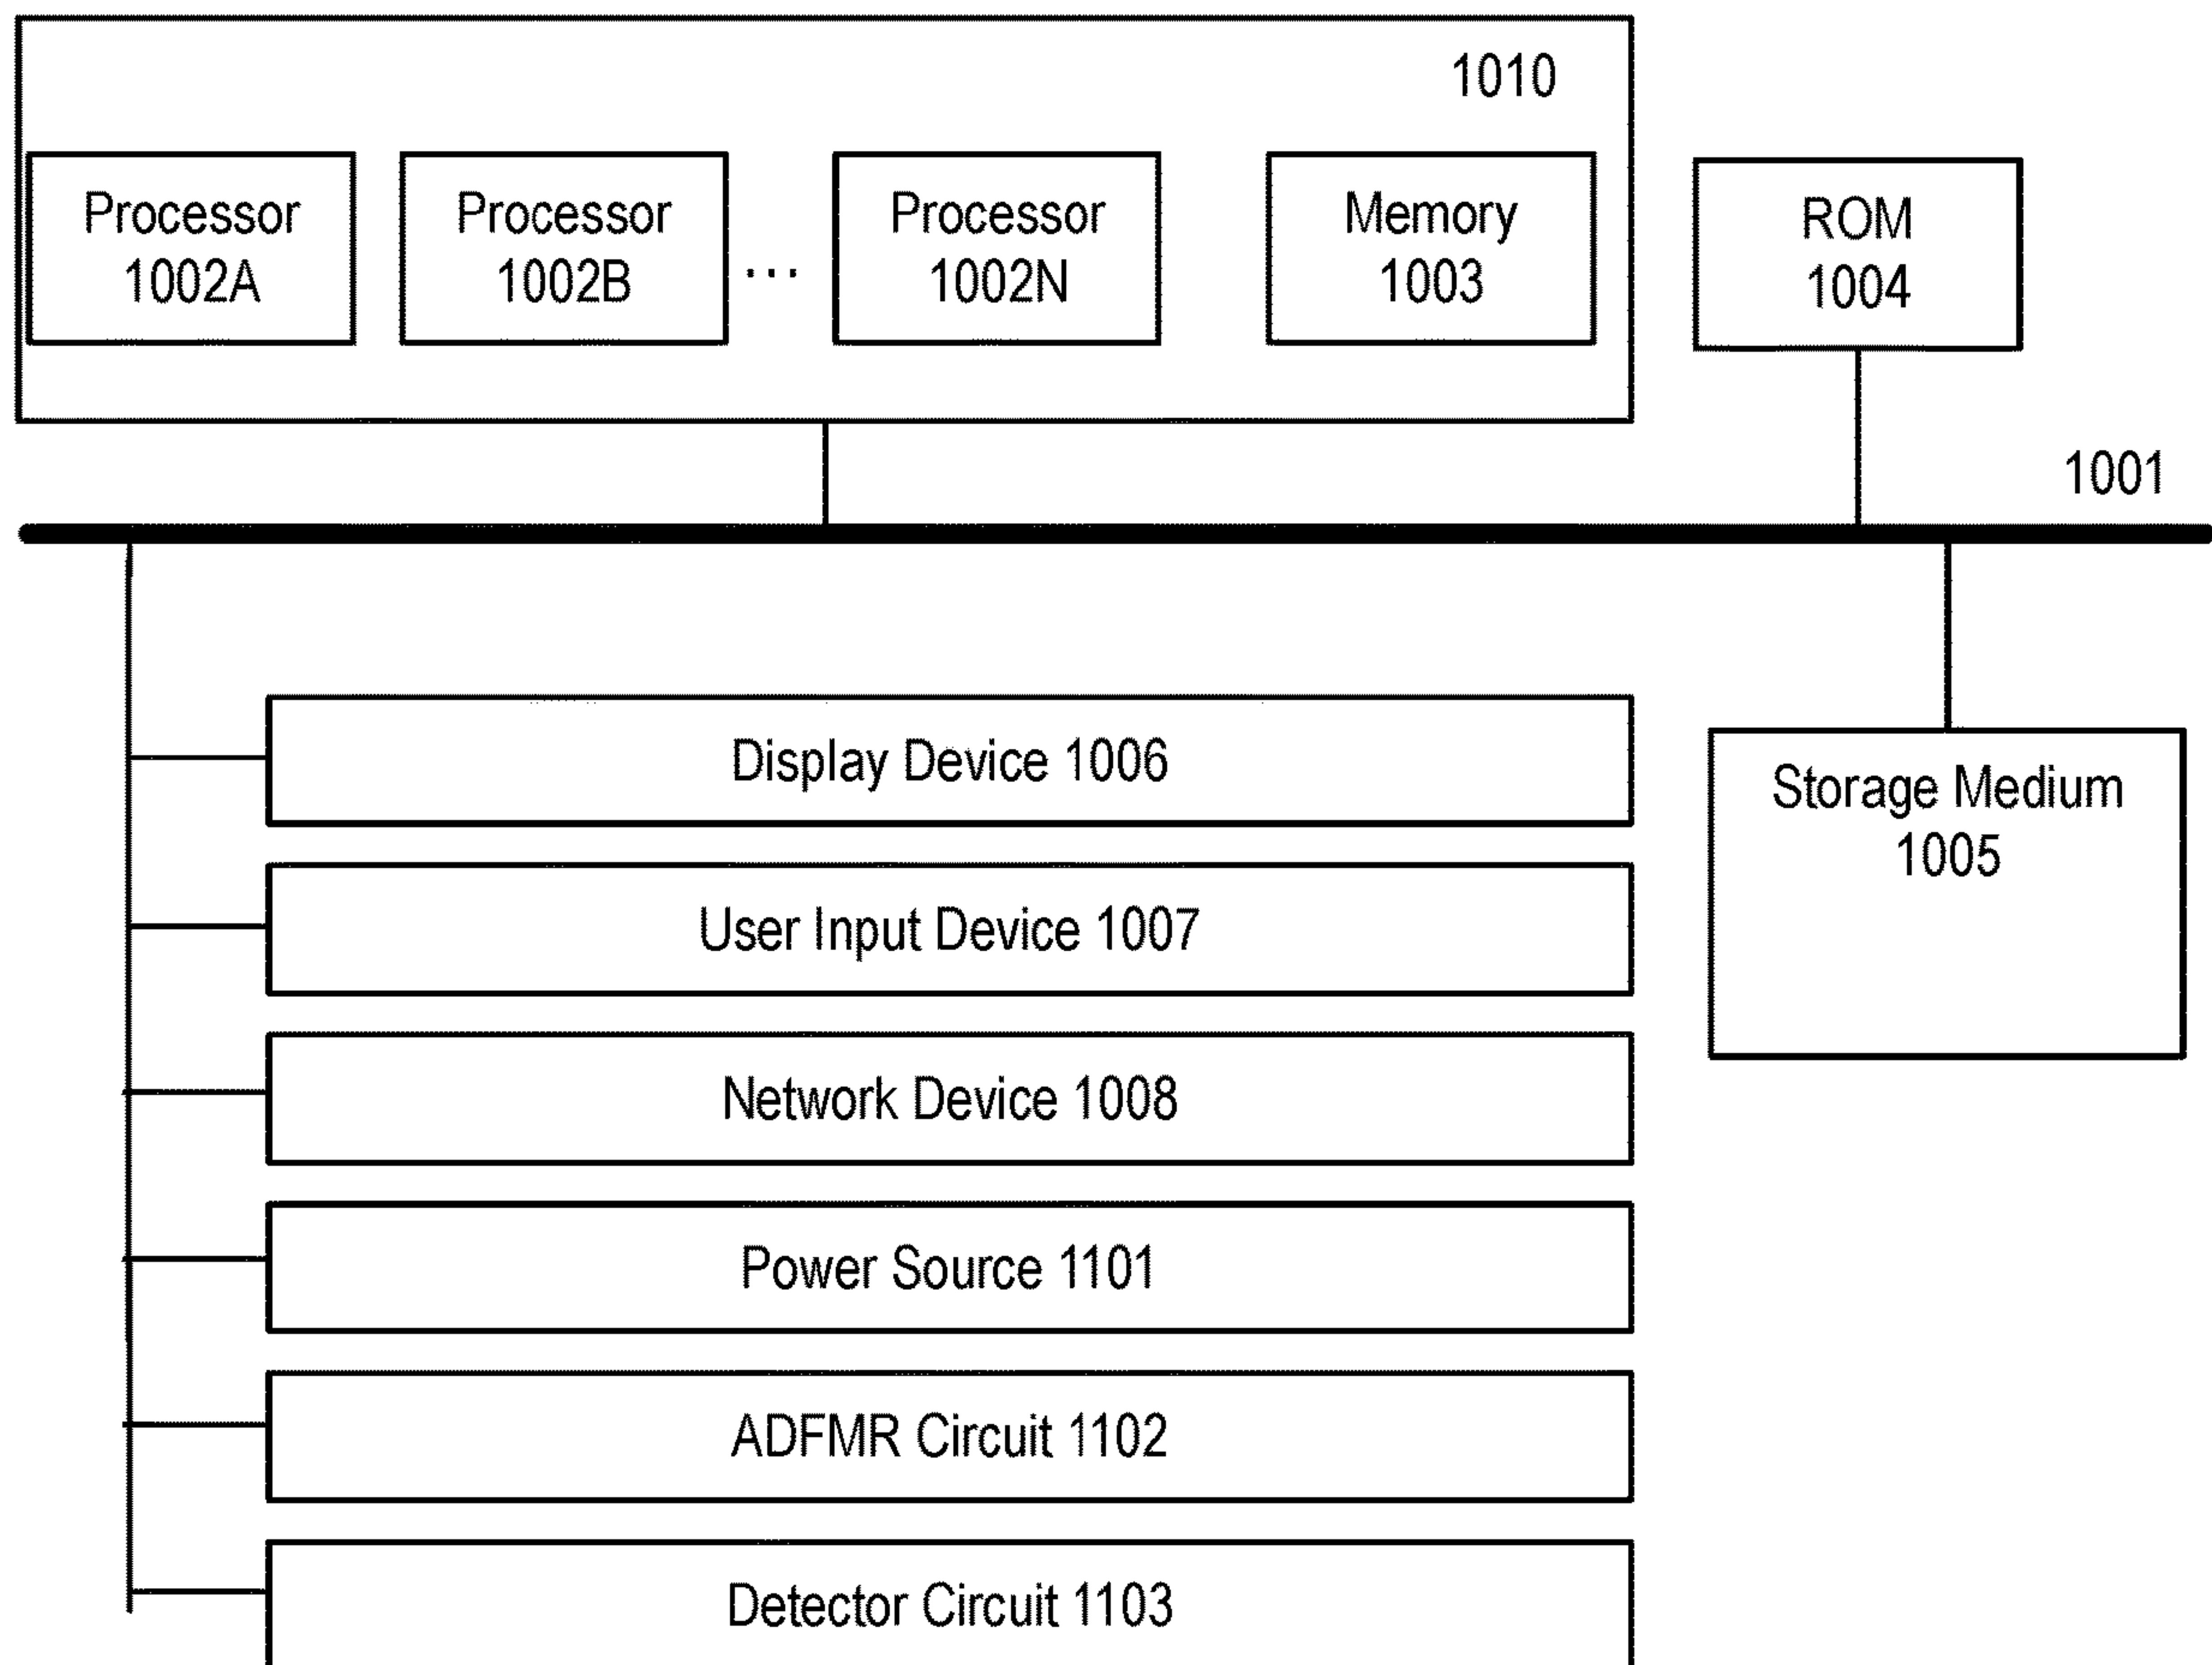 1010
Processor
1002A
Processor
1002B
...
Processor
1002N
Memory
1003
ROM
1004
1001
Display Device 1006
Storage Medium
1005
User Input Device 1007
Network Device 1008
Power Source 1101
ADFMR Circuit 1102
Detector Circuit 1103